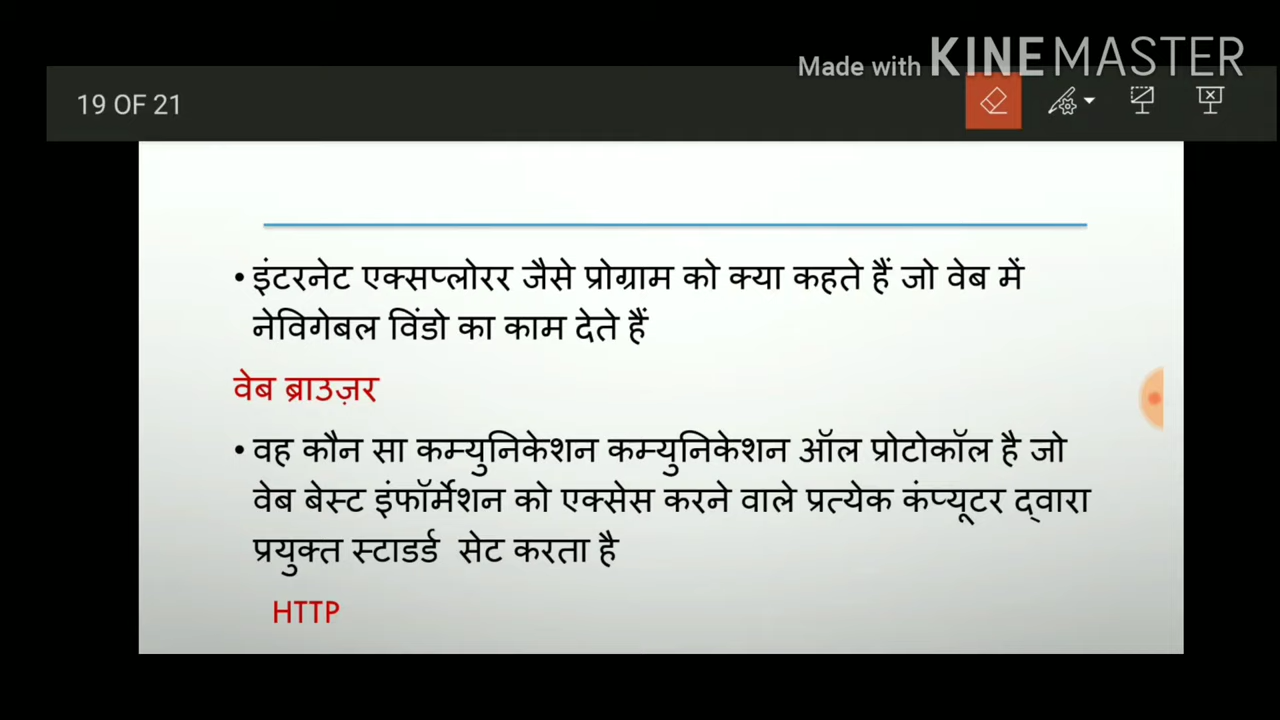 Made with KINEMASTER
19 OF 21
• इंटरनेट एक्सप्लोरर जैसे प्रोग्राम को क्या कहते हैं जो वेब में
नेविगेबल विंडो का काम देते हैं
वेब ब्राउज़र
• वह कौन सा कम्युनिकेशन कम्युनिकेशन ऑल प्रोटोकॉल है जो
वेब बेस्ट इंफॉर्मेशन को एक्सेस करने वाले प्रत्येक कंप्यूटर द्वारा
प्रयुक्त स्टाडर्ड सेट करता है
HTTP